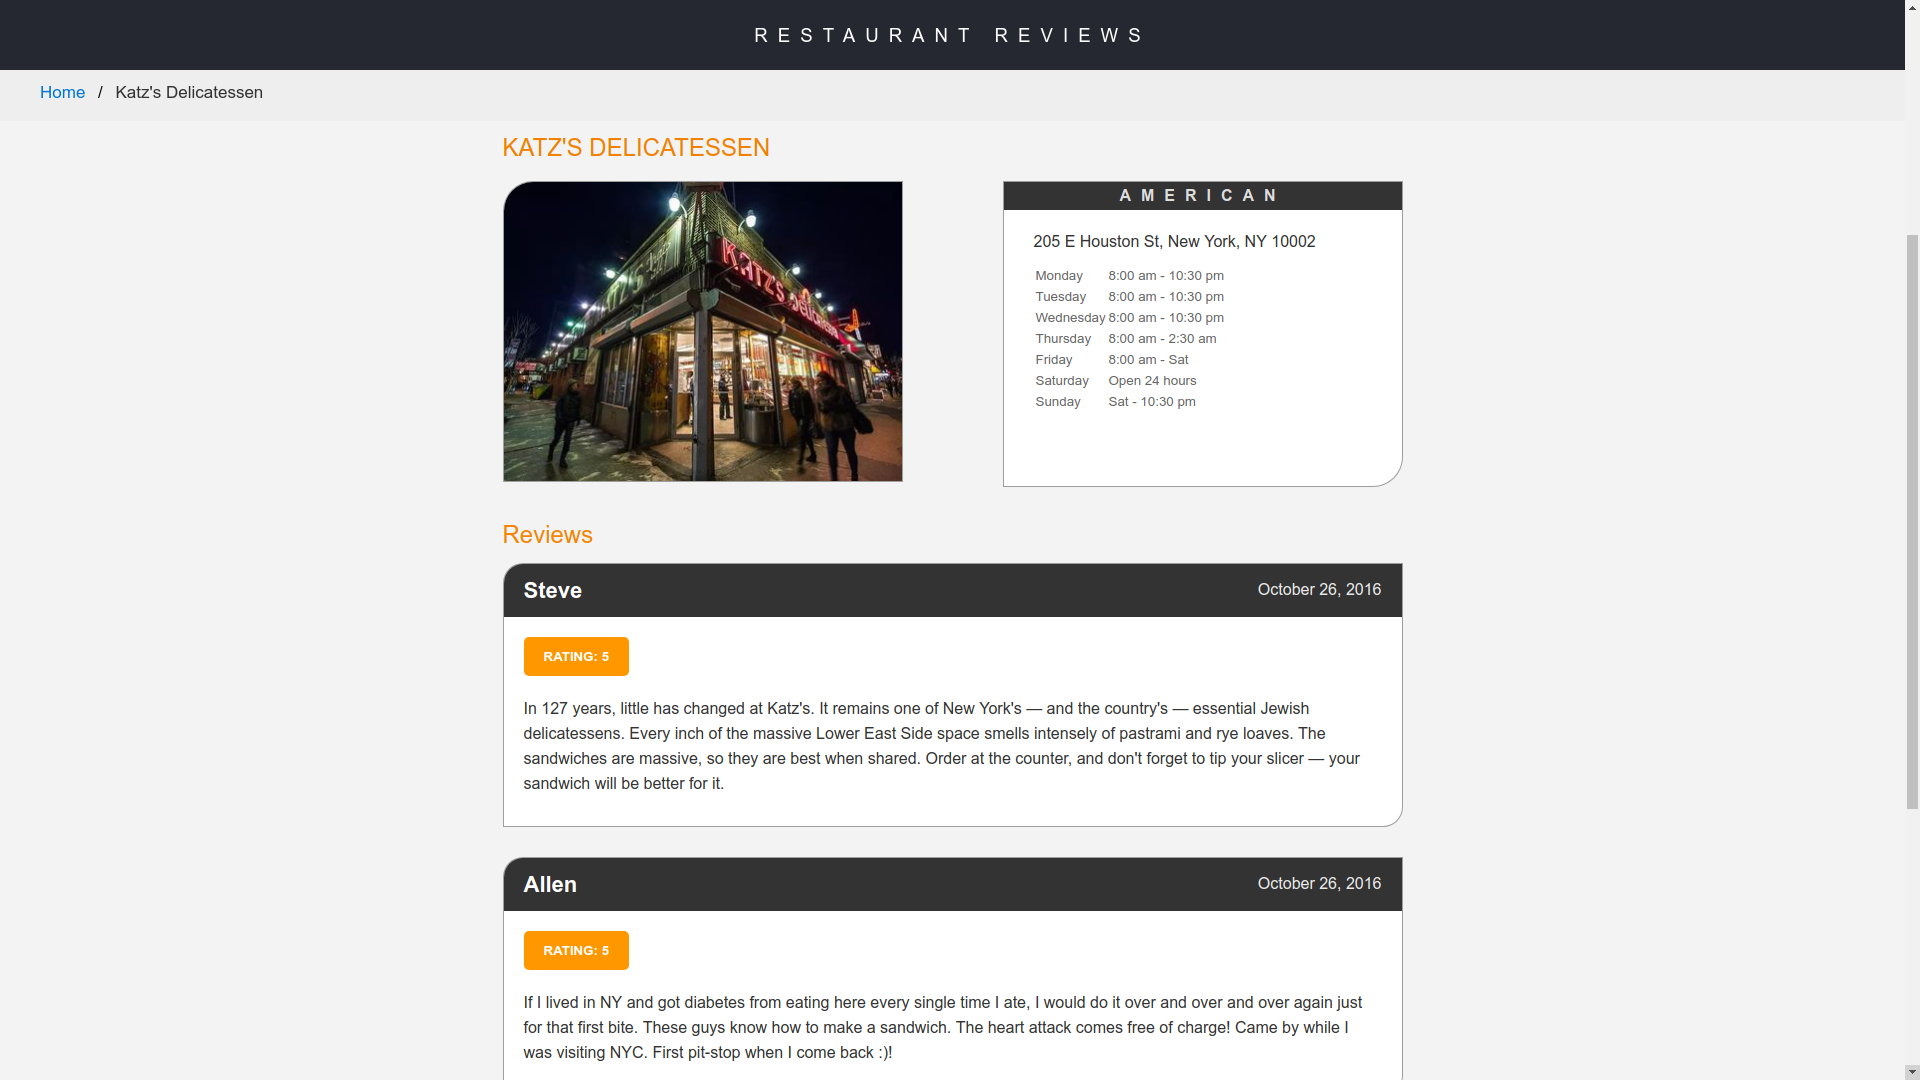 RESTAURANT REVIEWS
Home / Katz's Delicatessen
KATZ'S DELICATESSEN
KATZ'S
DELICATESSEN
AMERICAN
205 E Houston St, New York, NY 10002
Monday 8:00 am - 10:30 pm
Tuesday 8:00 am - 10:30 pm
Wednesday 8:00 am - 10:30 pm
Thursday 8:00 am - 2:30 am
Friday 8:00 am - Sat
Saturday Open 24 hours
Sunday Sat - 10:30 pm
Reviews
Steve October 26, 2016
RATING: 5
In 127 years, little has changed at Katz's. It remains one of New York's — and the country's — essential Jewish
delicatessens. Every inch of the massive Lower East Side space smells intensely of pastrami and rye loaves. The
sandwiches are massive, so they are best when shared. Order at the counter, and don't forget to tip your slicer — your
sandwich will be better for it.
Allen October 26, 2016
RATING: 5
If I lived in NY and got diabetes from eating here every single time I ate, I would do it over and over and over again just
for that first bite. These guys know how to make a sandwich. The heart attack comes free of charge! Came by while I
was visiting NYC. First pit-stop when I come back :)!